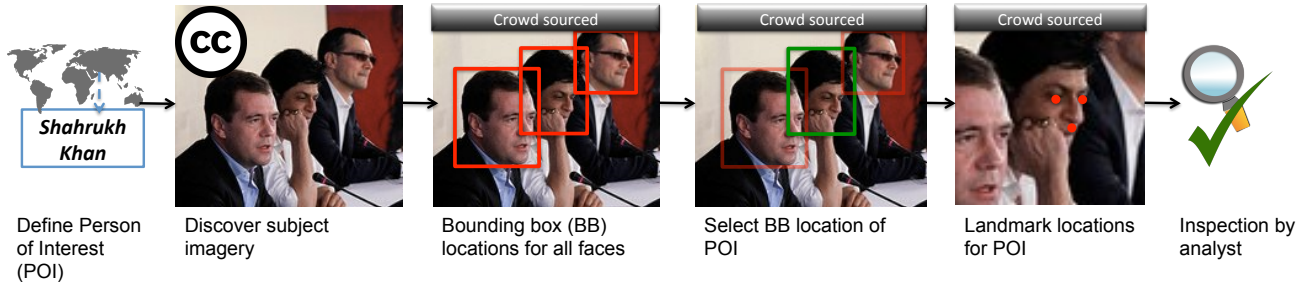 CC
Crowd sourced
Crowd sourced
Crowd sourced
Shahrukh
Khan
Define Person
of Interest
(POI)
Discover subject
imagery
Bounding box (BB)
locations for all faces
Select BB location of
POI
Landmark locations
for POI
Inspection by
analyst